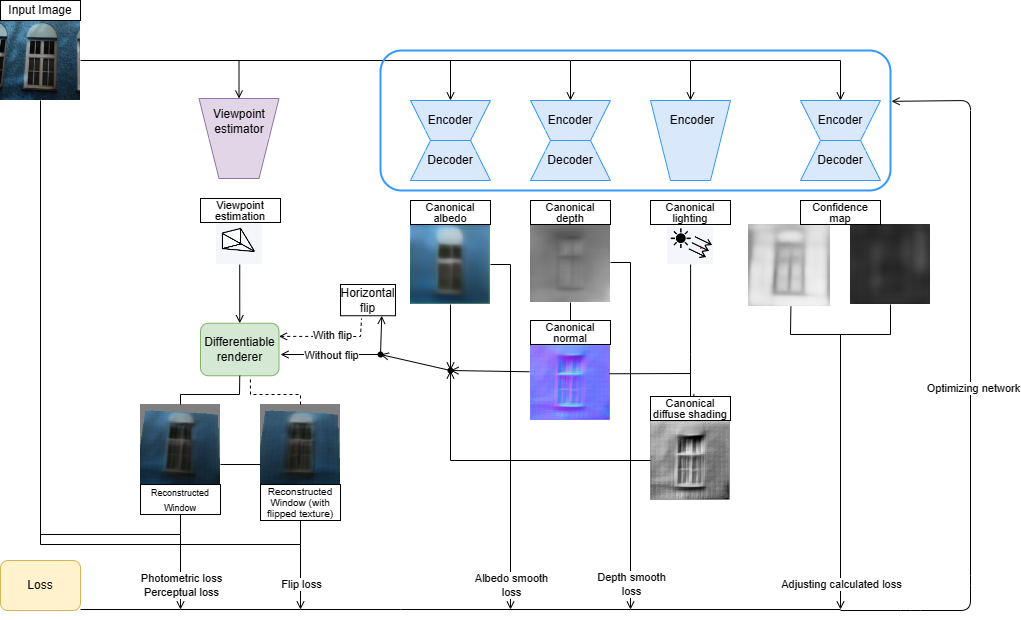 Input Image
Viewpoint
estimator
Encoder
Decoder
Encoder
Decoder
Encoder
Encoder
Decoder
Viewpoint
estimation
Canonical
albedo
Canonical
depth
Canonical
lighting
Confidence
map
Horizontal
flip
With flip
Without flip
Differentiable
renderer
Canonical
normal
Canonical
diffuse shading
Optimizing network
Reconstructed
Window
Reconstructed
Window (with
flipped texture)
Loss
Photometric loss
Perceptual loss
Flip loss
Albedo smooth
loss
Depth smooth
loss
Adjusting calculated loss